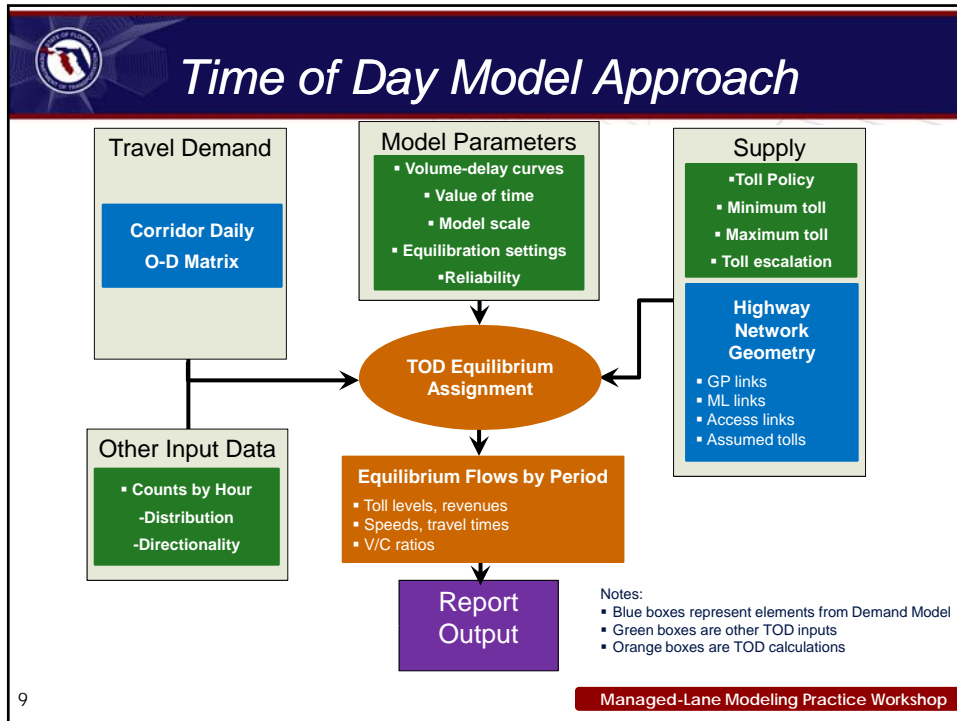 Time of Day Model Approach
Travel Demand
Corridor Daily
O-D Matrix
Model Parameters
▪ Volume-delay curves
▪ Value of time
▪ Model scale
▪ Equilibration settings
▪Reliability
Supply
▪Toll Policy
▪ Minimum toll
▪ Maximum toll
▪ Toll escalation
Highway
Network
Geometry
▪ GP links
▪ ML links
▪ Access links
▪ Assumed tolls
TOD Equilibrium
Assignment
Other Input Data
▪ Counts by Hour
-Distribution
-Directionality
Equilibrium Flows by Period
▪ Toll levels, revenues
▪ Speeds, travel times
▪ V/C ratios
Report
Output
Notes:
▪ Blue boxes represent elements from Demand Model
▪ Green boxes are other TOD inputs
▪ Orange boxes are TOD calculations
9
Managed-Lane Modeling Practice Workshop